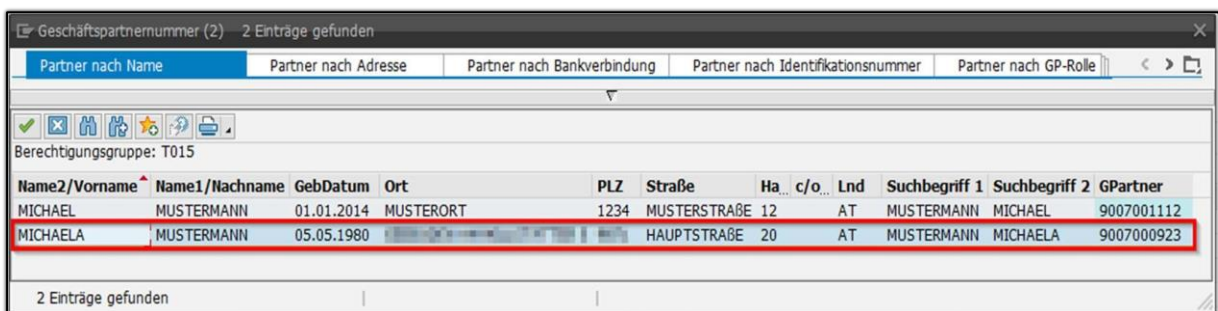 Geschäftspartnernummer (2) 2 Einträge gefunden
Partner nach Name Partner nach Adresse Partner nach Bankverbindung Partner nach Identifikationsnummer Partner nach GP-Rolle
Berechtigungsgruppe: T015
Name2/Vorname Name1/Nachname GebDatum Ort PLZ Straße Ha... c/o... Lnd Suchbegriff 1 Suchbegriff 2 GPartner
MICHAEL MUSTERMANN 01.01.2014 MUSTERORT 1234 MUSTERSTRAßE 12 AT MUSTERMANN MICHAEL 9007001112
MICHAELA MUSTERMANN 05.05.1980 HAUPTSTRAßE 20 AT MUSTERMANN MICHAELA 9007000923
2 Einträge gefunden